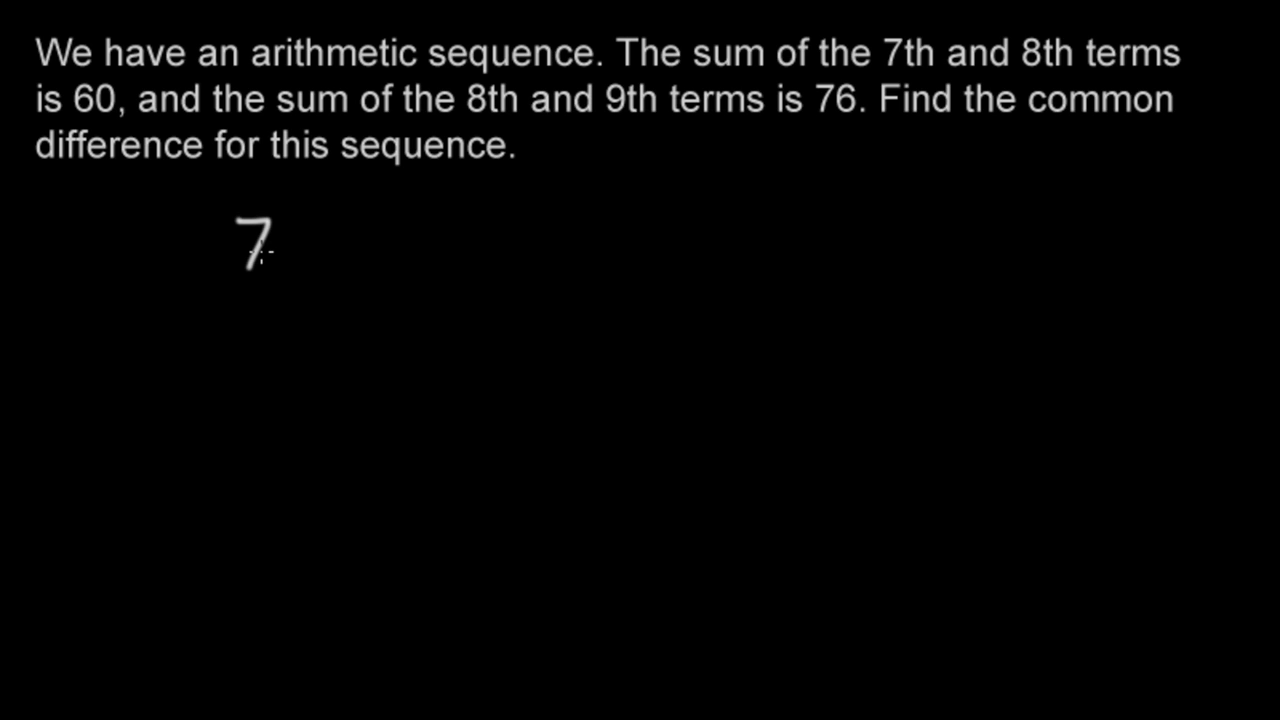 We have an arithmetic sequence. The sum of the 7th and 8th terms
is 60, and the sum of the 8th and 9th terms is 76. Find the common
difference for this sequence.
7